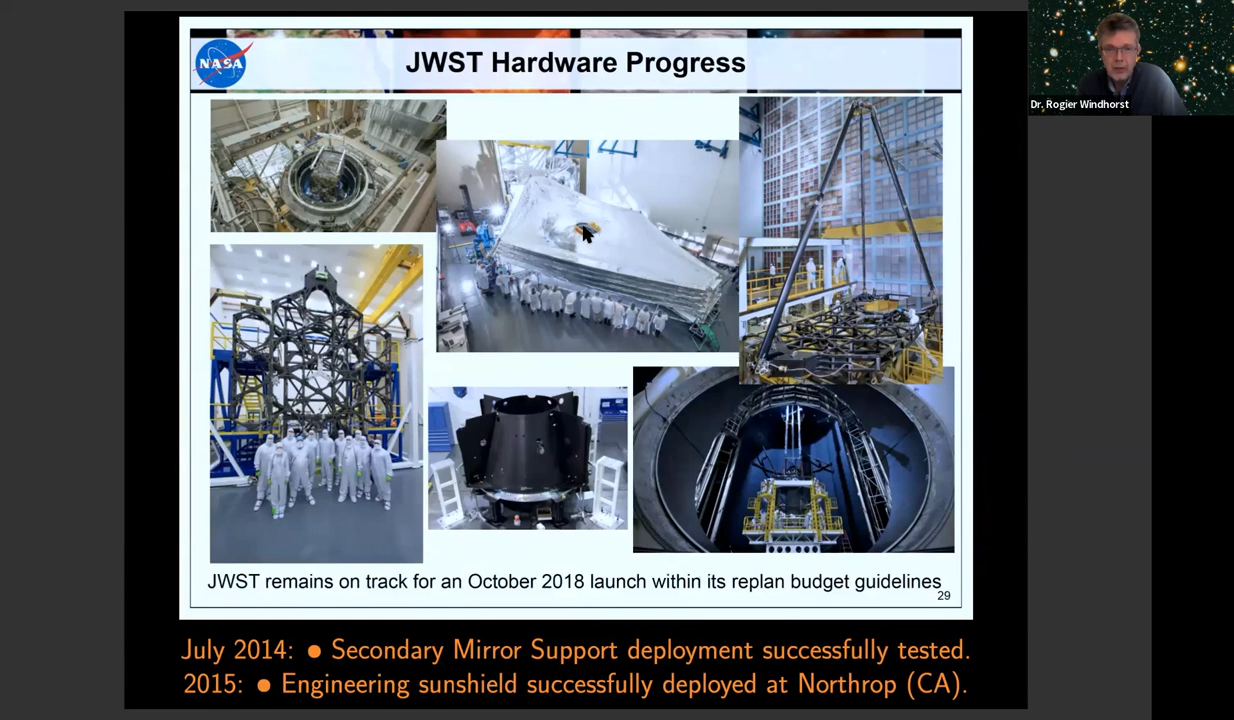 NASA
JWST Hardware Progress
Dr. Rogier Windhorst
JWST remains on track for an October 2018 launch within its replan budget guidelines
29
July 2014: ● Secondary Mirror Support deployment successfully tested.
2015: ● Engineering sunshield successfully deployed at Northrop (CA).